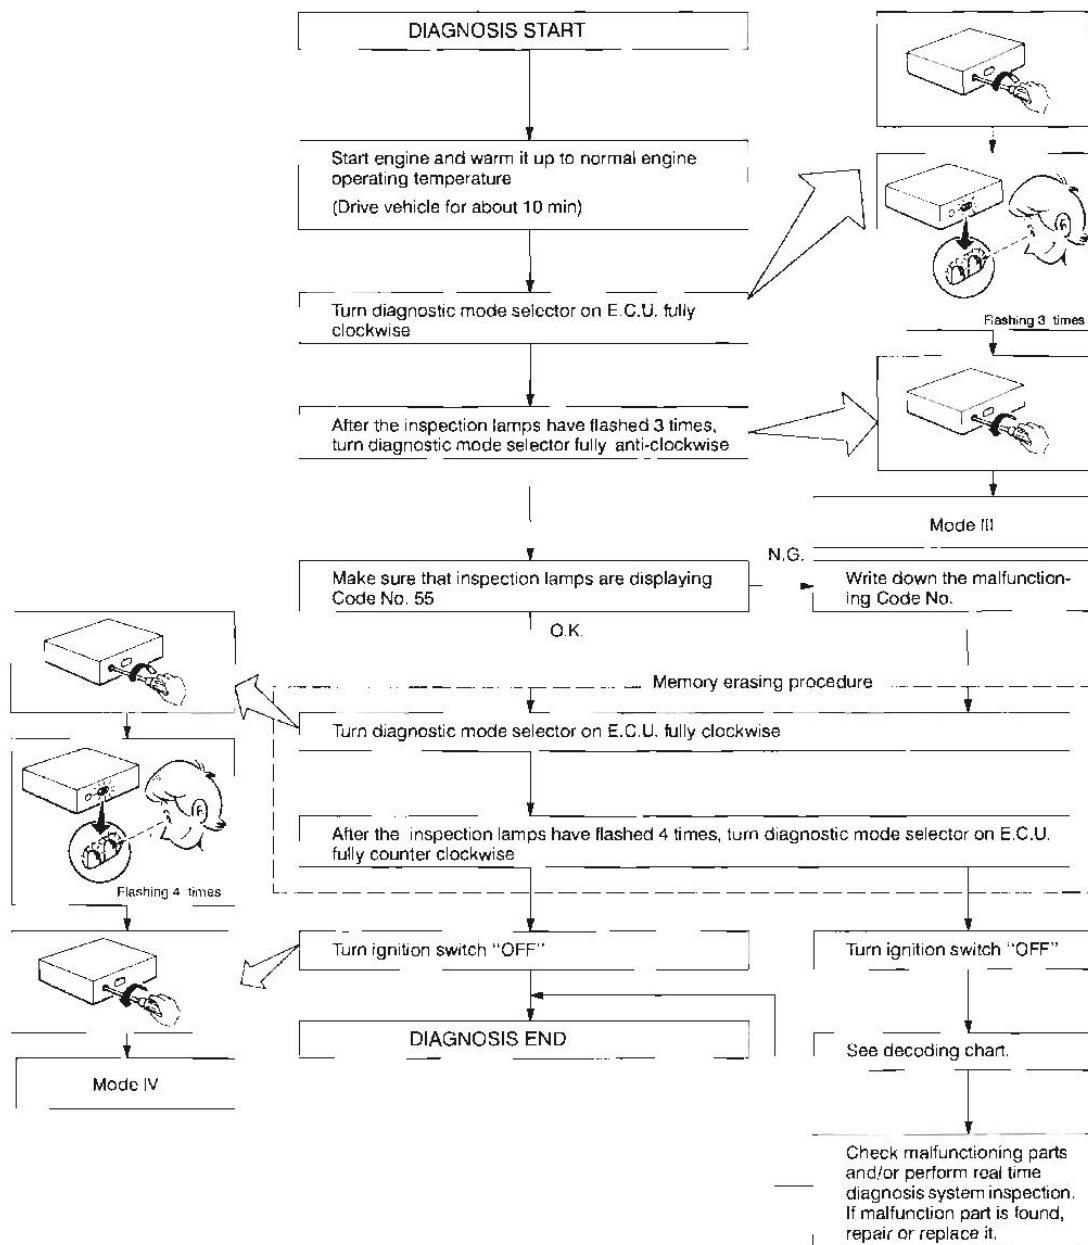 DIAGNOSIS START
Start engine and warm it up to normal engine
operating temperature
(Drive vehicle for about 10 min)
Turn diagnostic mode selector on E.C.U. fully
clockwise
Flashing 3 times
After the inspection lamps have flashed 3 times,
turn diagnostic mode selector fully anti-clockwise
Mode III
N.G.
Make sure that inspection lamps are displaying
Code No. 55
Write down the malfunction-
ing Code No.
O.K.
Memory erasing procedure
Turn diagnostic mode selector on E.C.U. fully clockwise
After the inspection lamps have flashed 4 times, turn diagnostic mode selector on E.C.U.
fully counter clockwise
Flashing 4 times
Turn ignition switch "OFF"
Turn ignition switch "OFF"
DIAGNOSIS END
See decoding chart.
Mode IV
Check malfunctioning parts
and/or perform real time
diagnosis system inspection.
If malfunction part is found,
repair or replace it.